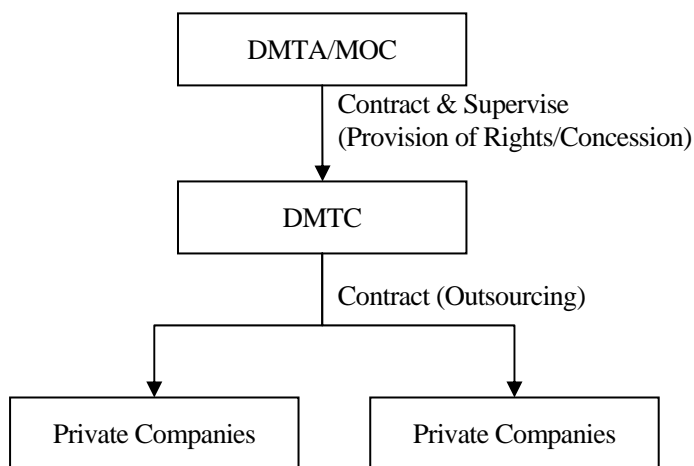 DMTA/MOC
Contract & Supervise
(Provision of Rights/Concession)
DMTC
Contract (Outsourcing)
Private Companies
Private Companies